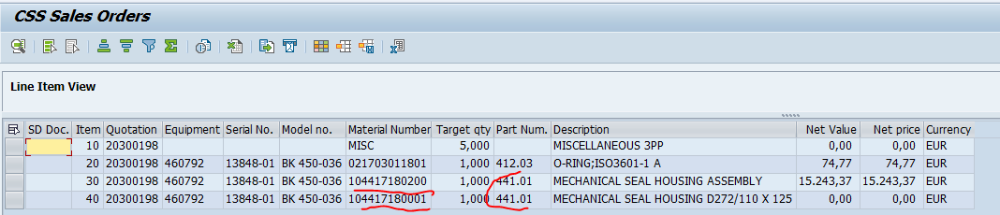 CSS Sales Orders
Line Item View
SD Doc. Item Quotation Equipment Serial No. Model no. Material Number Target qty Part Num. Description Net Value Net price Currency
10 20300198 MISC 5,000 MISCELLANEOUS 3PP 0,00 0,00 EUR
20 20300198 460792 13848-01 BK 450-036 021703011801 1,000 412.03 O-RING;ISO3601-1 A 74,77 74,77 EUR
30 20300198 460792 13848-01 BK 450-036 104417180200 1,000 441.01 MECHANICAL SEAL HOUSING ASSEMBLY 15.243,37 15.243,37 EUR
40 20300198 460792 13848-01 BK 450-036 104417180001 1,000 441.01 MECHANICAL SEAL HOUSING D272/110 X 125 0,00 0,00 EUR